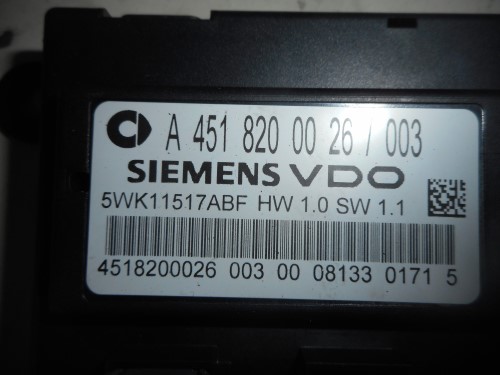 A 451 820 00 26 / 003
SIEMENS VDO
5WK11517ABF HW 1.0 SW 1.1
4518200026 003 00 08133 0171 5